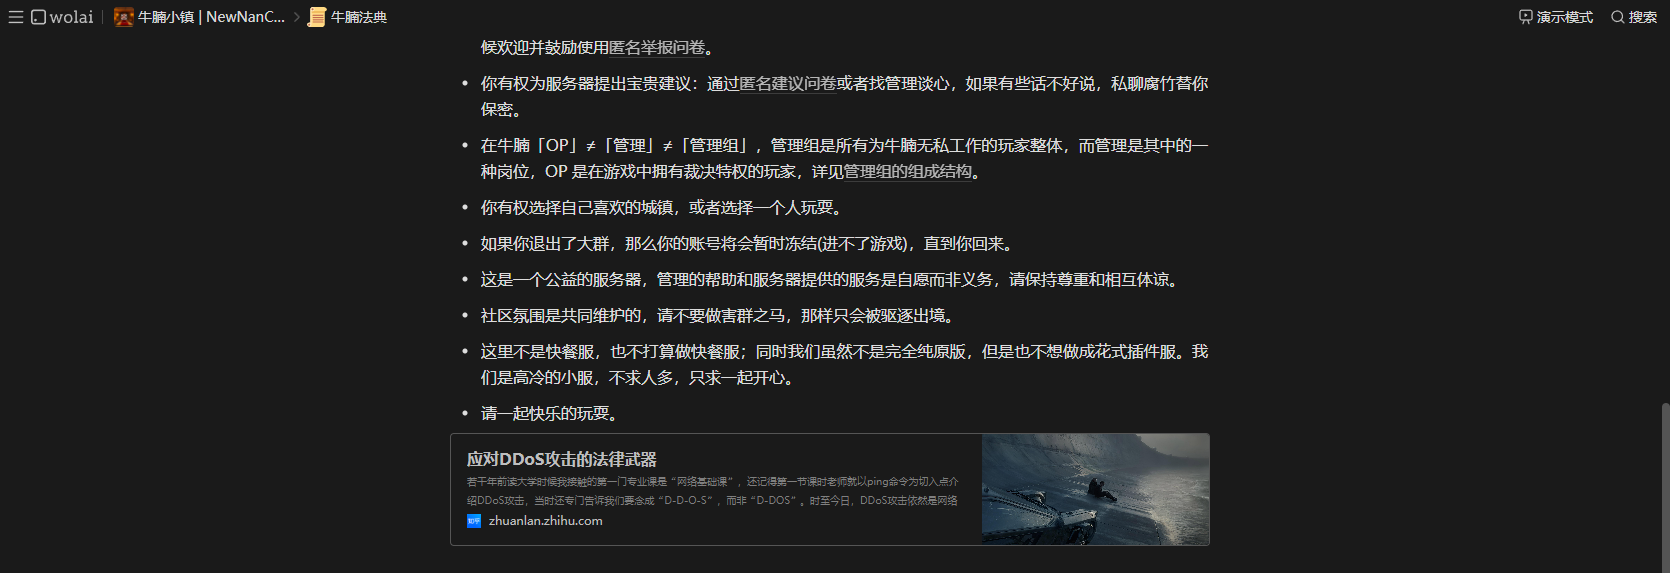 wolai
牛腩小镇 | NewNanC...
牛腩法典
演示模式
搜索
候欢迎并鼓励使用匿名举报问卷。
• 你有权为服务器提出宝贵建议：通过匿名建议问卷或者找管理谈心，如果有些话不好说，私聊腐竹替你
保密。
• 在牛腩「OP」≠「管理」≠「管理组」，管理组是所有为牛腩无私工作的玩家整体，而管理是其中的一
种岗位，OP 是在游戏中拥有裁决特权的玩家，详见管理组的组成结构。
• 你有权选择自己喜欢的城镇，或者选择一个人玩耍。
• 如果你退出了大群，那么你的账号将会暂时冻结(进不了游戏)，直到你回来。
• 这是一个公益的服务器，管理的帮助和服务器提供的服务是自愿而非义务，请保持尊重和相互体谅。
• 社区氛围是共同维护的，请不要做害群之马，那样只会被驱逐出境。
• 这里不是快餐服，也不打算做快餐服；同时我们虽然不是完全纯原版，但是也不想做成花式插件服。我
们是高冷的小服，不求人多，只求一起开心。
• 请一起快乐的玩耍。
应对DDoS攻击的法律武器
若干年前读大学时候我接触的第一门专业课是“网络基础课”，还记得第一节课时老师就以ping命令为切入点介
绍DDoS攻击，当时还专门告诉我们要念成“D-D-O-S”，而非“D-DOS”。时至今日，DDoS攻击依然是网络
知乎
zhuanlan.zhihu.com